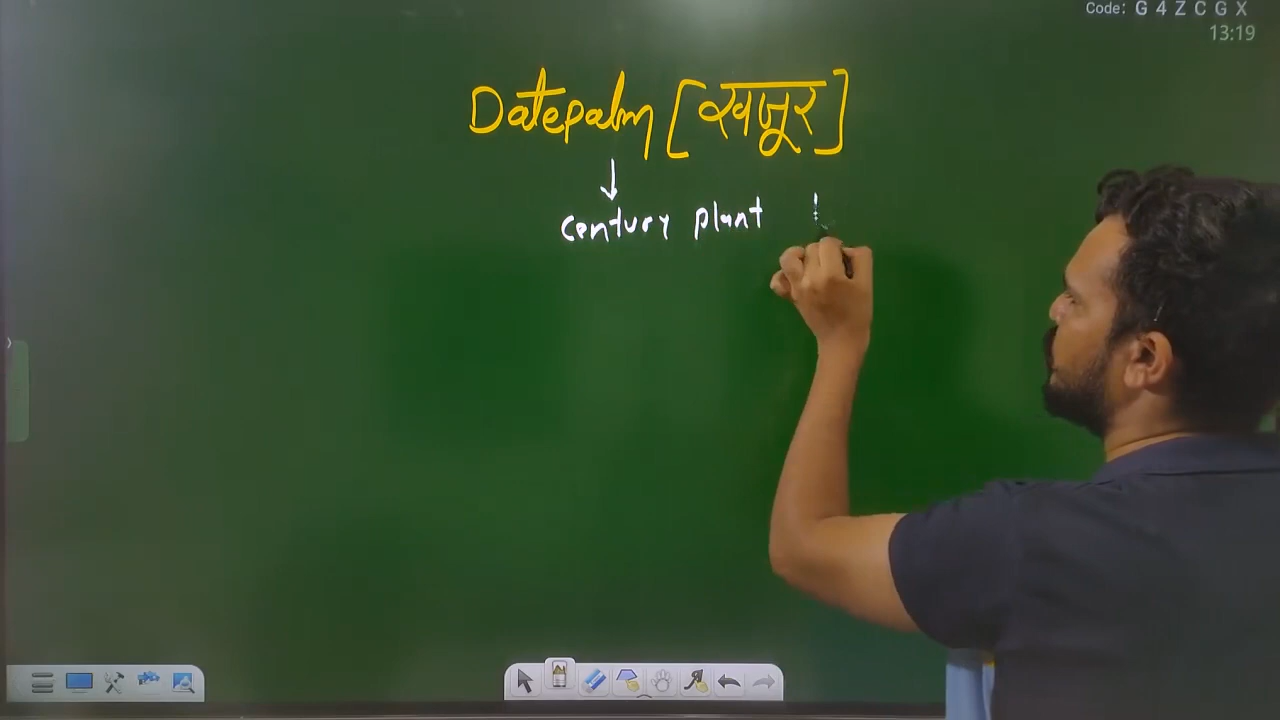 Code: G 4 Z C G X
13:19
Datepalm [खजूर]
↓
century plant